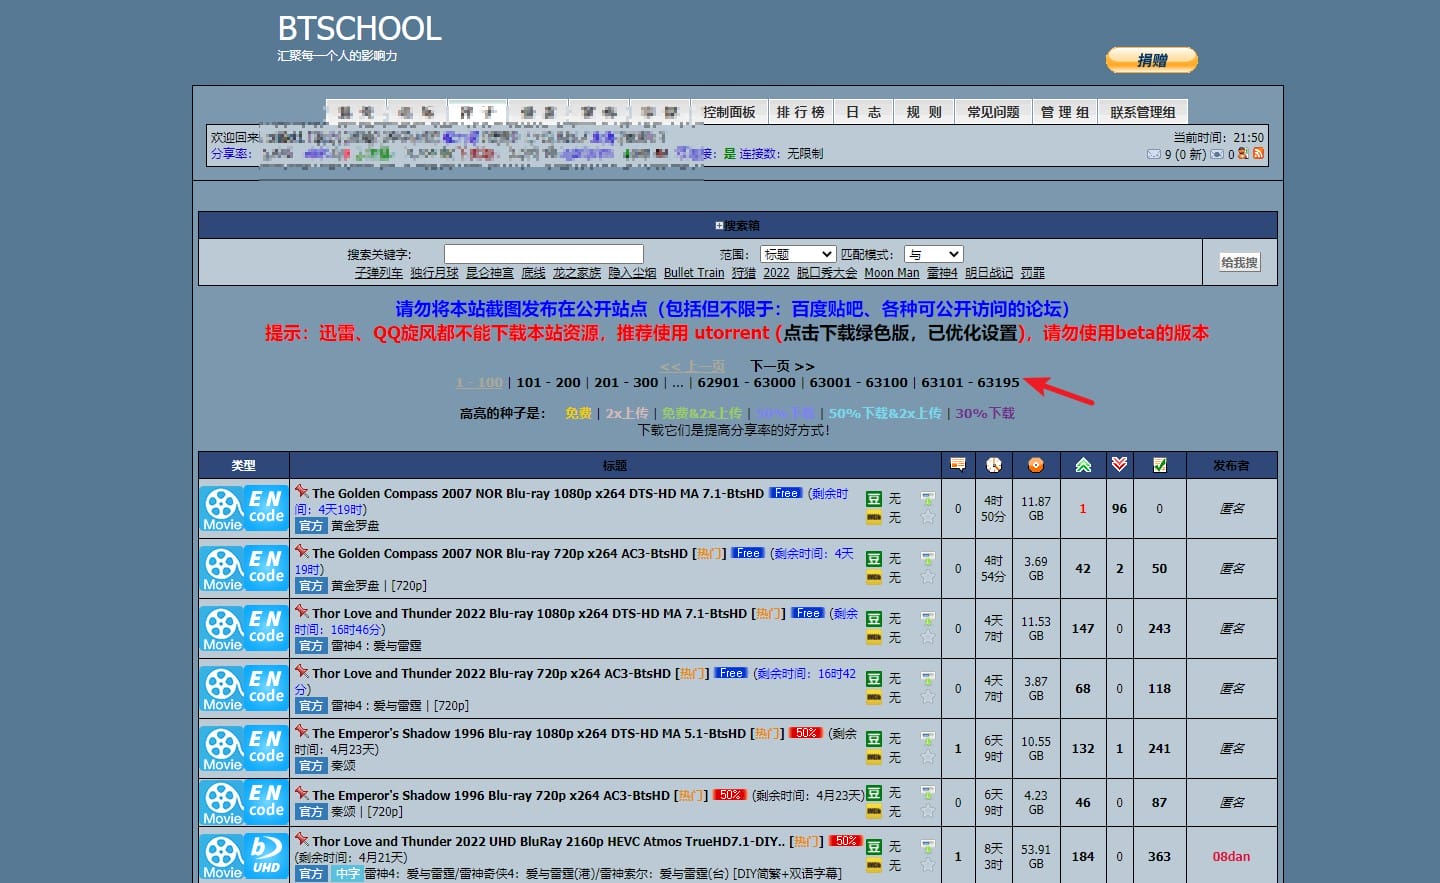 BTSCHOOL
汇聚每一个人的影响力
捐赠
控制面板 排 行 榜 日 志 规 则 常见问题 管 理 组 联系管理组
欢迎回来 当前时间：21:50
分享率： 接：是 连接数：无限制 9 (0 新) 0
搜索箱
搜索关键字: 范围: 标题 匹配模式: 与 给我搜
子弹列车 独行月球 昆仑神宫 底线 龙之家族 隐入尘烟 Bullet Train 狩猎 2022 脱口秀大会 Moon Man 雷神4 明日战记 罚罪
请勿将本站截图发布在公开站点（包括但不限于：百度贴吧、各种可公开访问的论坛）
提示：迅雷、QQ旋风都不能下载本站资源，推荐使用 utorrent (点击下载绿色版，已优化设置)，请勿使用beta的版本
<< 上一页 下一页 >>
1 - 100 | 101 - 200 | 201 - 300 | ... | 62901 - 63000 | 63001 - 63100 | 63101 - 63195
高亮的种子是： 免费 | 2x上传 | 免费&2x上传 | 50%下载 | 50%下载&2x上传 | 30%下载
下载它们是提高分享率的好方式！
类型 标题 发布者
Movie EN code The Golden Compass 2007 NOR Blu-ray 1080p x264 DTS-HD MA 7.1-BtsHD Free (剩余时
间：4天19时)
官方 黄金罗盘
豆 无
IMDb 无
0 4时 50分 11.87 GB 1 96 0 匿名
Movie EN code The Golden Compass 2007 NOR Blu-ray 720p x264 AC3-BtsHD [热门] Free (剩余时间：4天
19时)
官方 黄金罗盘 | [720p]
豆 无
IMDb 无
0 4时 54分 3.69 GB 42 2 50 匿名
Movie EN code Thor Love and Thunder 2022 Blu-ray 1080p x264 DTS-HD MA 7.1-BtsHD [热门] Free (剩余
时间：16时46分)
官方 雷神4 : 爱与雷霆
豆 无
IMDb 无
0 4天 7时 11.53 GB 147 0 243 匿名
Movie EN code Thor Love and Thunder 2022 Blu-ray 720p x264 AC3-BtsHD [热门] Free (剩余时间：16时42
分)
官方 雷神4 : 爱与雷霆 | [720p]
豆 无
IMDb 无
0 4天 7时 3.87 GB 68 0 118 匿名
Movie EN code The Emperor's Shadow 1996 Blu-ray 1080p x264 DTS-HD MA 5.1-BtsHD [热门] 50% (剩余
时间：4月23天)
官方 秦颂
豆 无
IMDb 无
1 6天 9时 10.55 GB 132 1 241 匿名
Movie EN code The Emperor's Shadow 1996 Blu-ray 720p x264 AC3-BtsHD [热门] 50% (剩余时间：4月23天)
官方 秦颂 | [720p]
豆 无
IMDb 无
0 6天 9时 4.23 GB 46 0 87 匿名
Movie bD UHD Thor Love and Thunder 2022 UHD BluRay 2160p HEVC Atmos TrueHD7.1-DIY.. [热门] 50%
(剩余时间：4月21天)
官方 中字 雷神4：爱与雷霆/雷神奇侠4：爱与雷霆(港)/雷神索尔：爱与雷霆(台) [DIY简繁+双语字幕]
豆 无
IMDb 无
1 8天 3时 53.91 GB 184 0 363 08dan